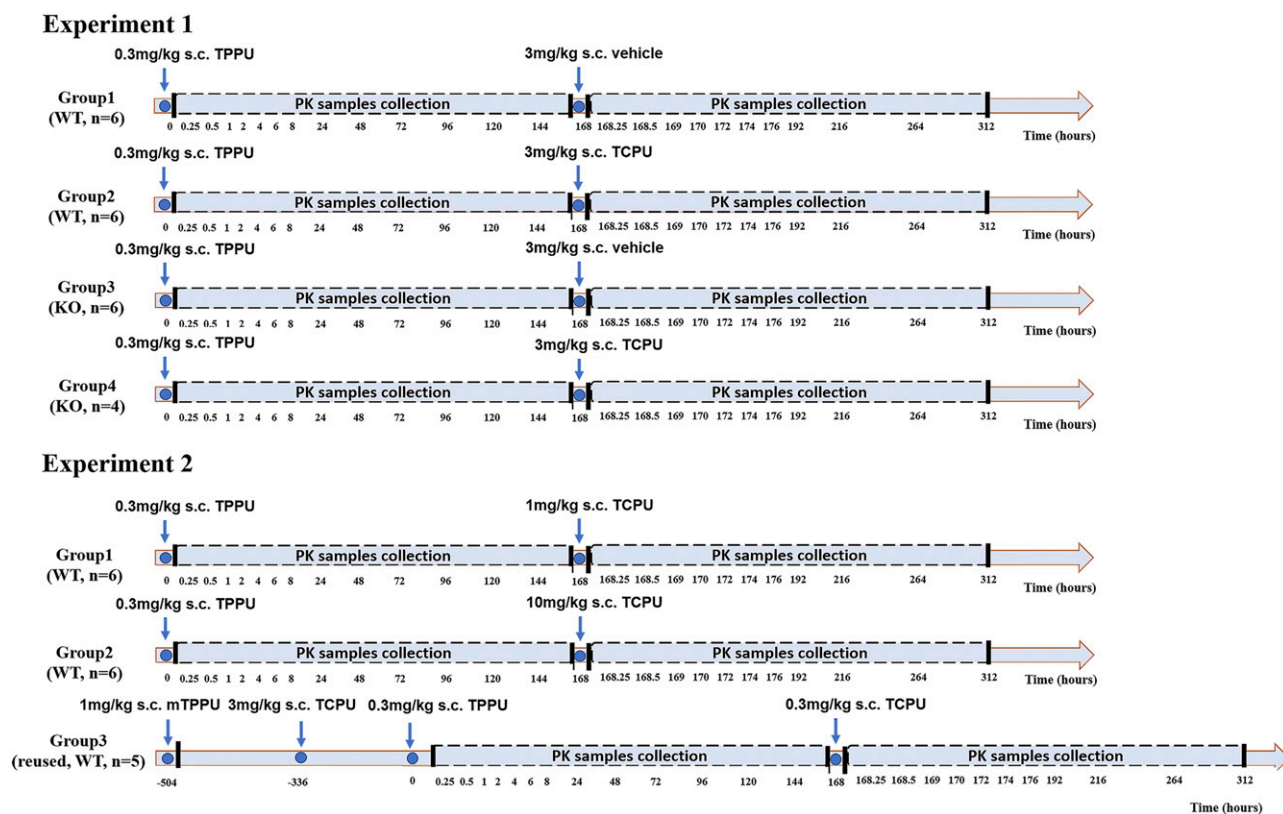 Experiment 1
0.3mg/kg s.c. TPPU 3mg/kg s.c. vehicle
Group1
(WT, n=6)
PK samples collection PK samples collection
0 0.25 0.5 1 2 4 6 8 24 48 72 96 120 144 168 168.25 168.5 169 170 172 174 176 192 216 264 312
Time (hours)
0.3mg/kg s.c. TPPU 3mg/kg s.c. TCPU
Group2
(WT, n=6)
PK samples collection PK samples collection
0 0.25 0.5 1 2 4 6 8 24 48 72 96 120 144 168 168.25 168.5 169 170 172 174 176 192 216 264 312
Time (hours)
0.3mg/kg s.c. TPPU 3mg/kg s.c. vehicle
Group3
(KO, n=6)
PK samples collection PK samples collection
0 0.25 0.5 1 2 4 6 8 24 48 72 96 120 144 168 168.25 168.5 169 170 172 174 176 192 216 264 312
Time (hours)
0.3mg/kg s.c. TPPU 3mg/kg s.c. TCPU
Group4
(KO, n=4)
PK samples collection PK samples collection
0 0.25 0.5 1 2 4 6 8 24 48 72 96 120 144 168 168.25 168.5 169 170 172 174 176 192 216 264 312
Time (hours)
Experiment 2
0.3mg/kg s.c. TPPU 1mg/kg s.c. TCPU
Group1
(WT, n=6)
PK samples collection PK samples collection
0 0.25 0.5 1 2 4 6 8 24 48 72 96 120 144 168 168.25 168.5 169 170 172 174 176 192 216 264 312
Time (hours)
0.3mg/kg s.c. TPPU 10mg/kg s.c. TCPU
Group2
(WT, n=6)
PK samples collection PK samples collection
0 0.25 0.5 1 2 4 6 8 24 48 72 96 120 144 168 168.25 168.5 169 170 172 174 176 192 216 264 312
Time (hours)
1mg/kg s.c. mTPPU 3mg/kg s.c. TCPU 0.3mg/kg s.c. TPPU 0.3mg/kg s.c. TCPU
Group3
(reused, WT, n=5)
PK samples collection PK samples collection
-504 -336 0 0.25 0.5 1 2 4 6 8 24 48 72 96 120 144 168 168.25 168.5 169 170 172 174 176 192 216 264 312
Time (hours)